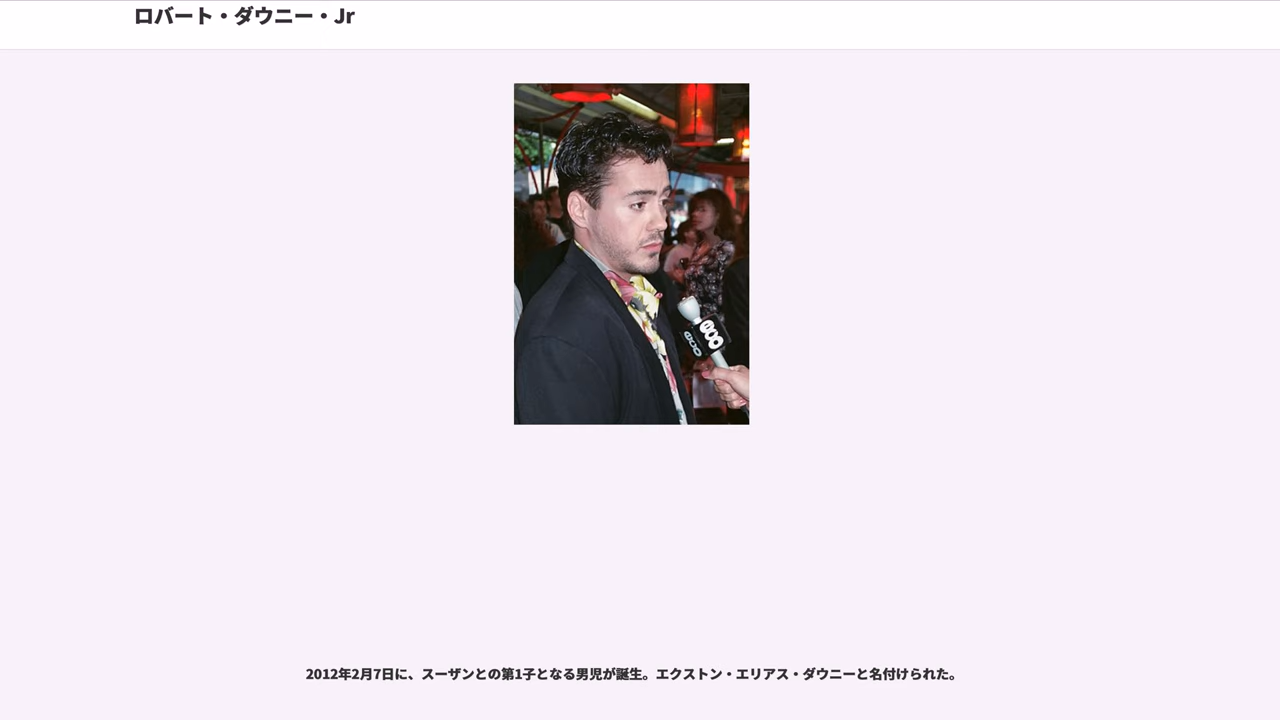 ロバート・ダウニー・Jr
2012年2月7日に、スーザンとの第1子となる男児が誕生。エクストン・エリアス・ダウニーと名付けられた。